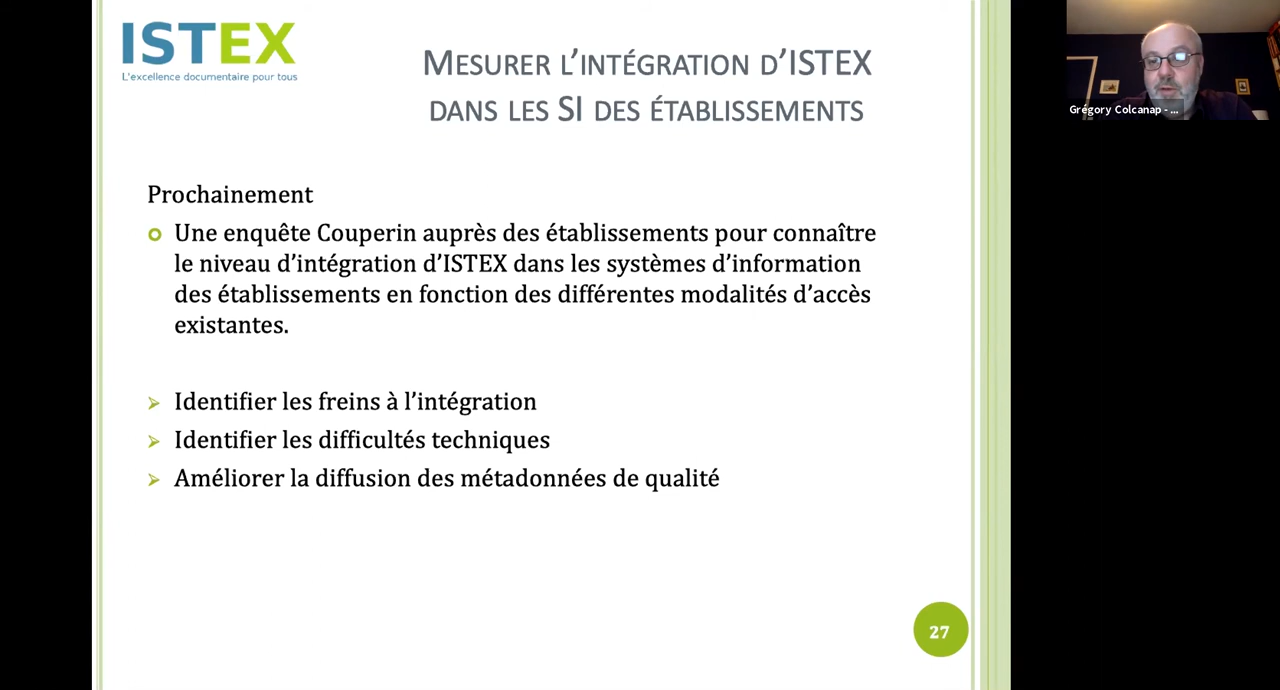 ISTEX
L'excellence documentaire pour tous
MESURER L'INTÉGRATION D'ISTEX
DANS LES SI DES ÉTABLISSEMENTS
Grégory Colcanap - ...
Prochainement
Une enquête Couperin auprès des établissements pour connaître
le niveau d'intégration d'ISTEX dans les systèmes d'information
des établissements en fonction des différentes modalités d'accès
existantes.
Identifier les freins à l'intégration
Identifier les difficultés techniques
Améliorer la diffusion des métadonnées de qualité
27